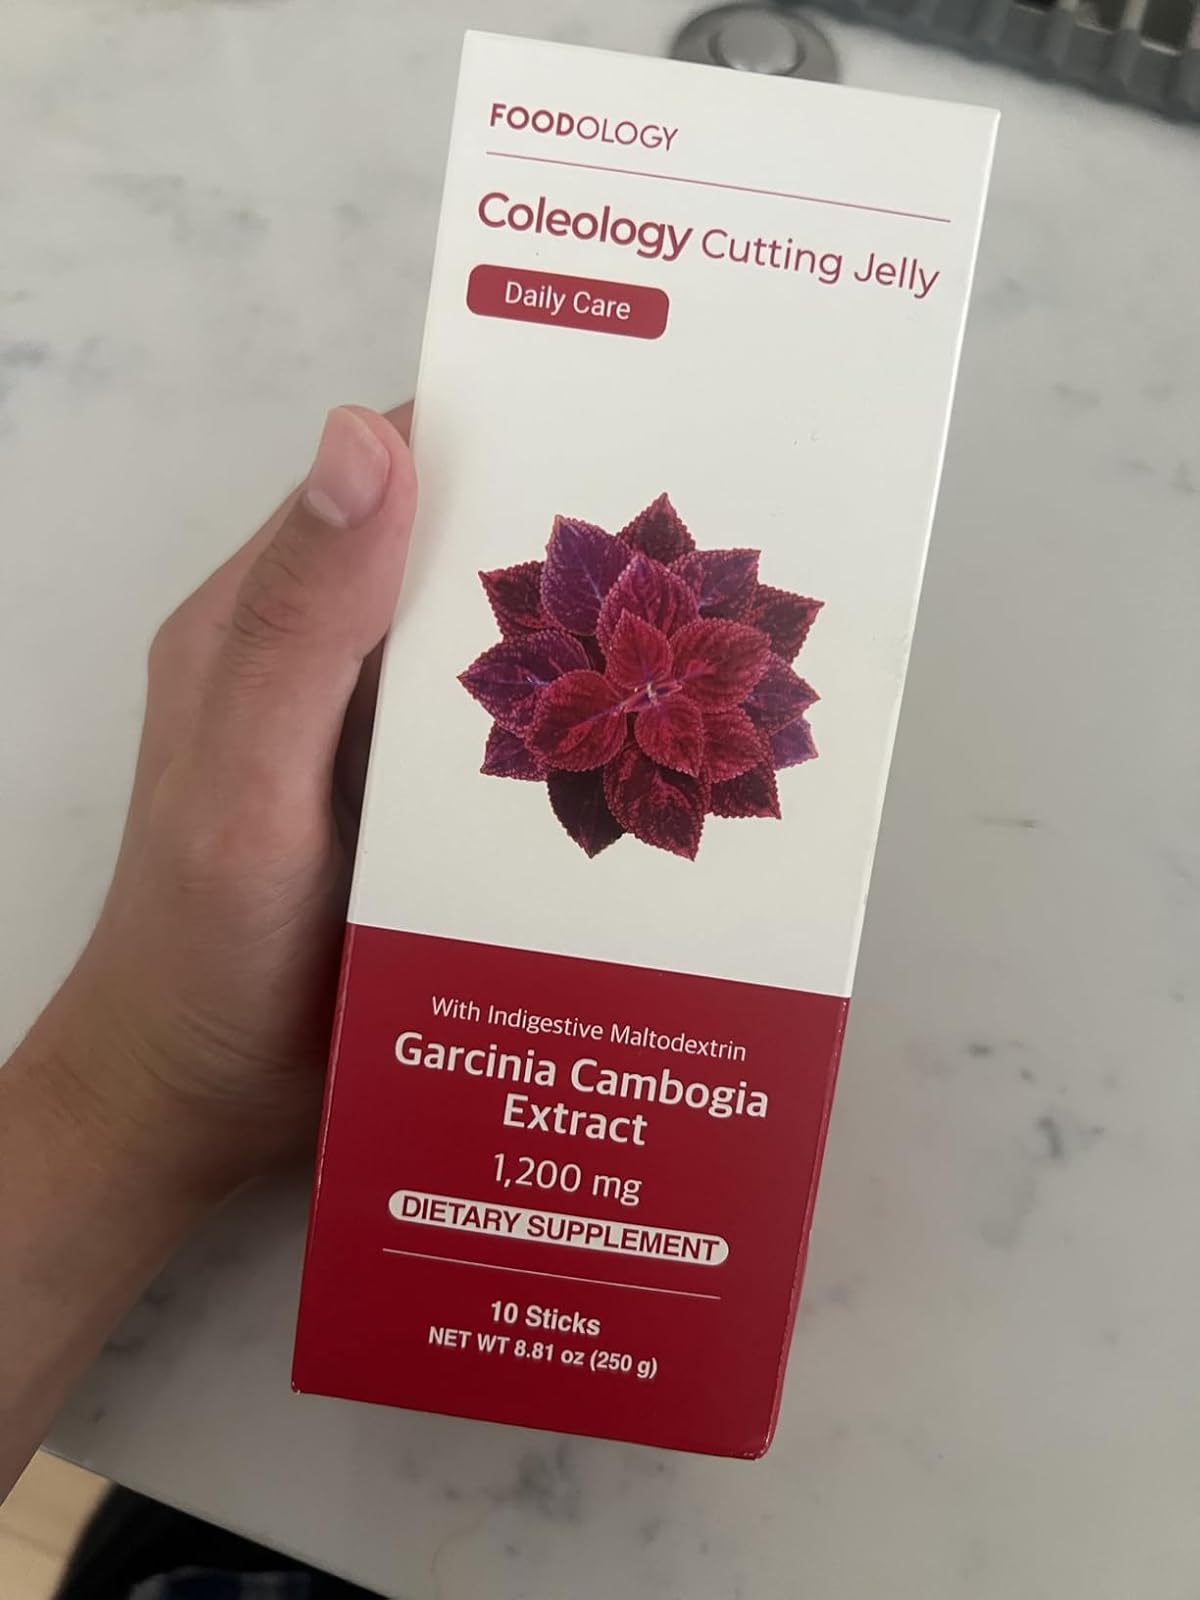 FOODOLOGY
Coleology Cutting Jelly
Daily Care
With Indigestive Maltodextrin
Garcinia Cambogia
Extract
1,200 mg
DIETARY SUPPLEMENT
10 Sticks
NET WT 8.81 oz (250 g)